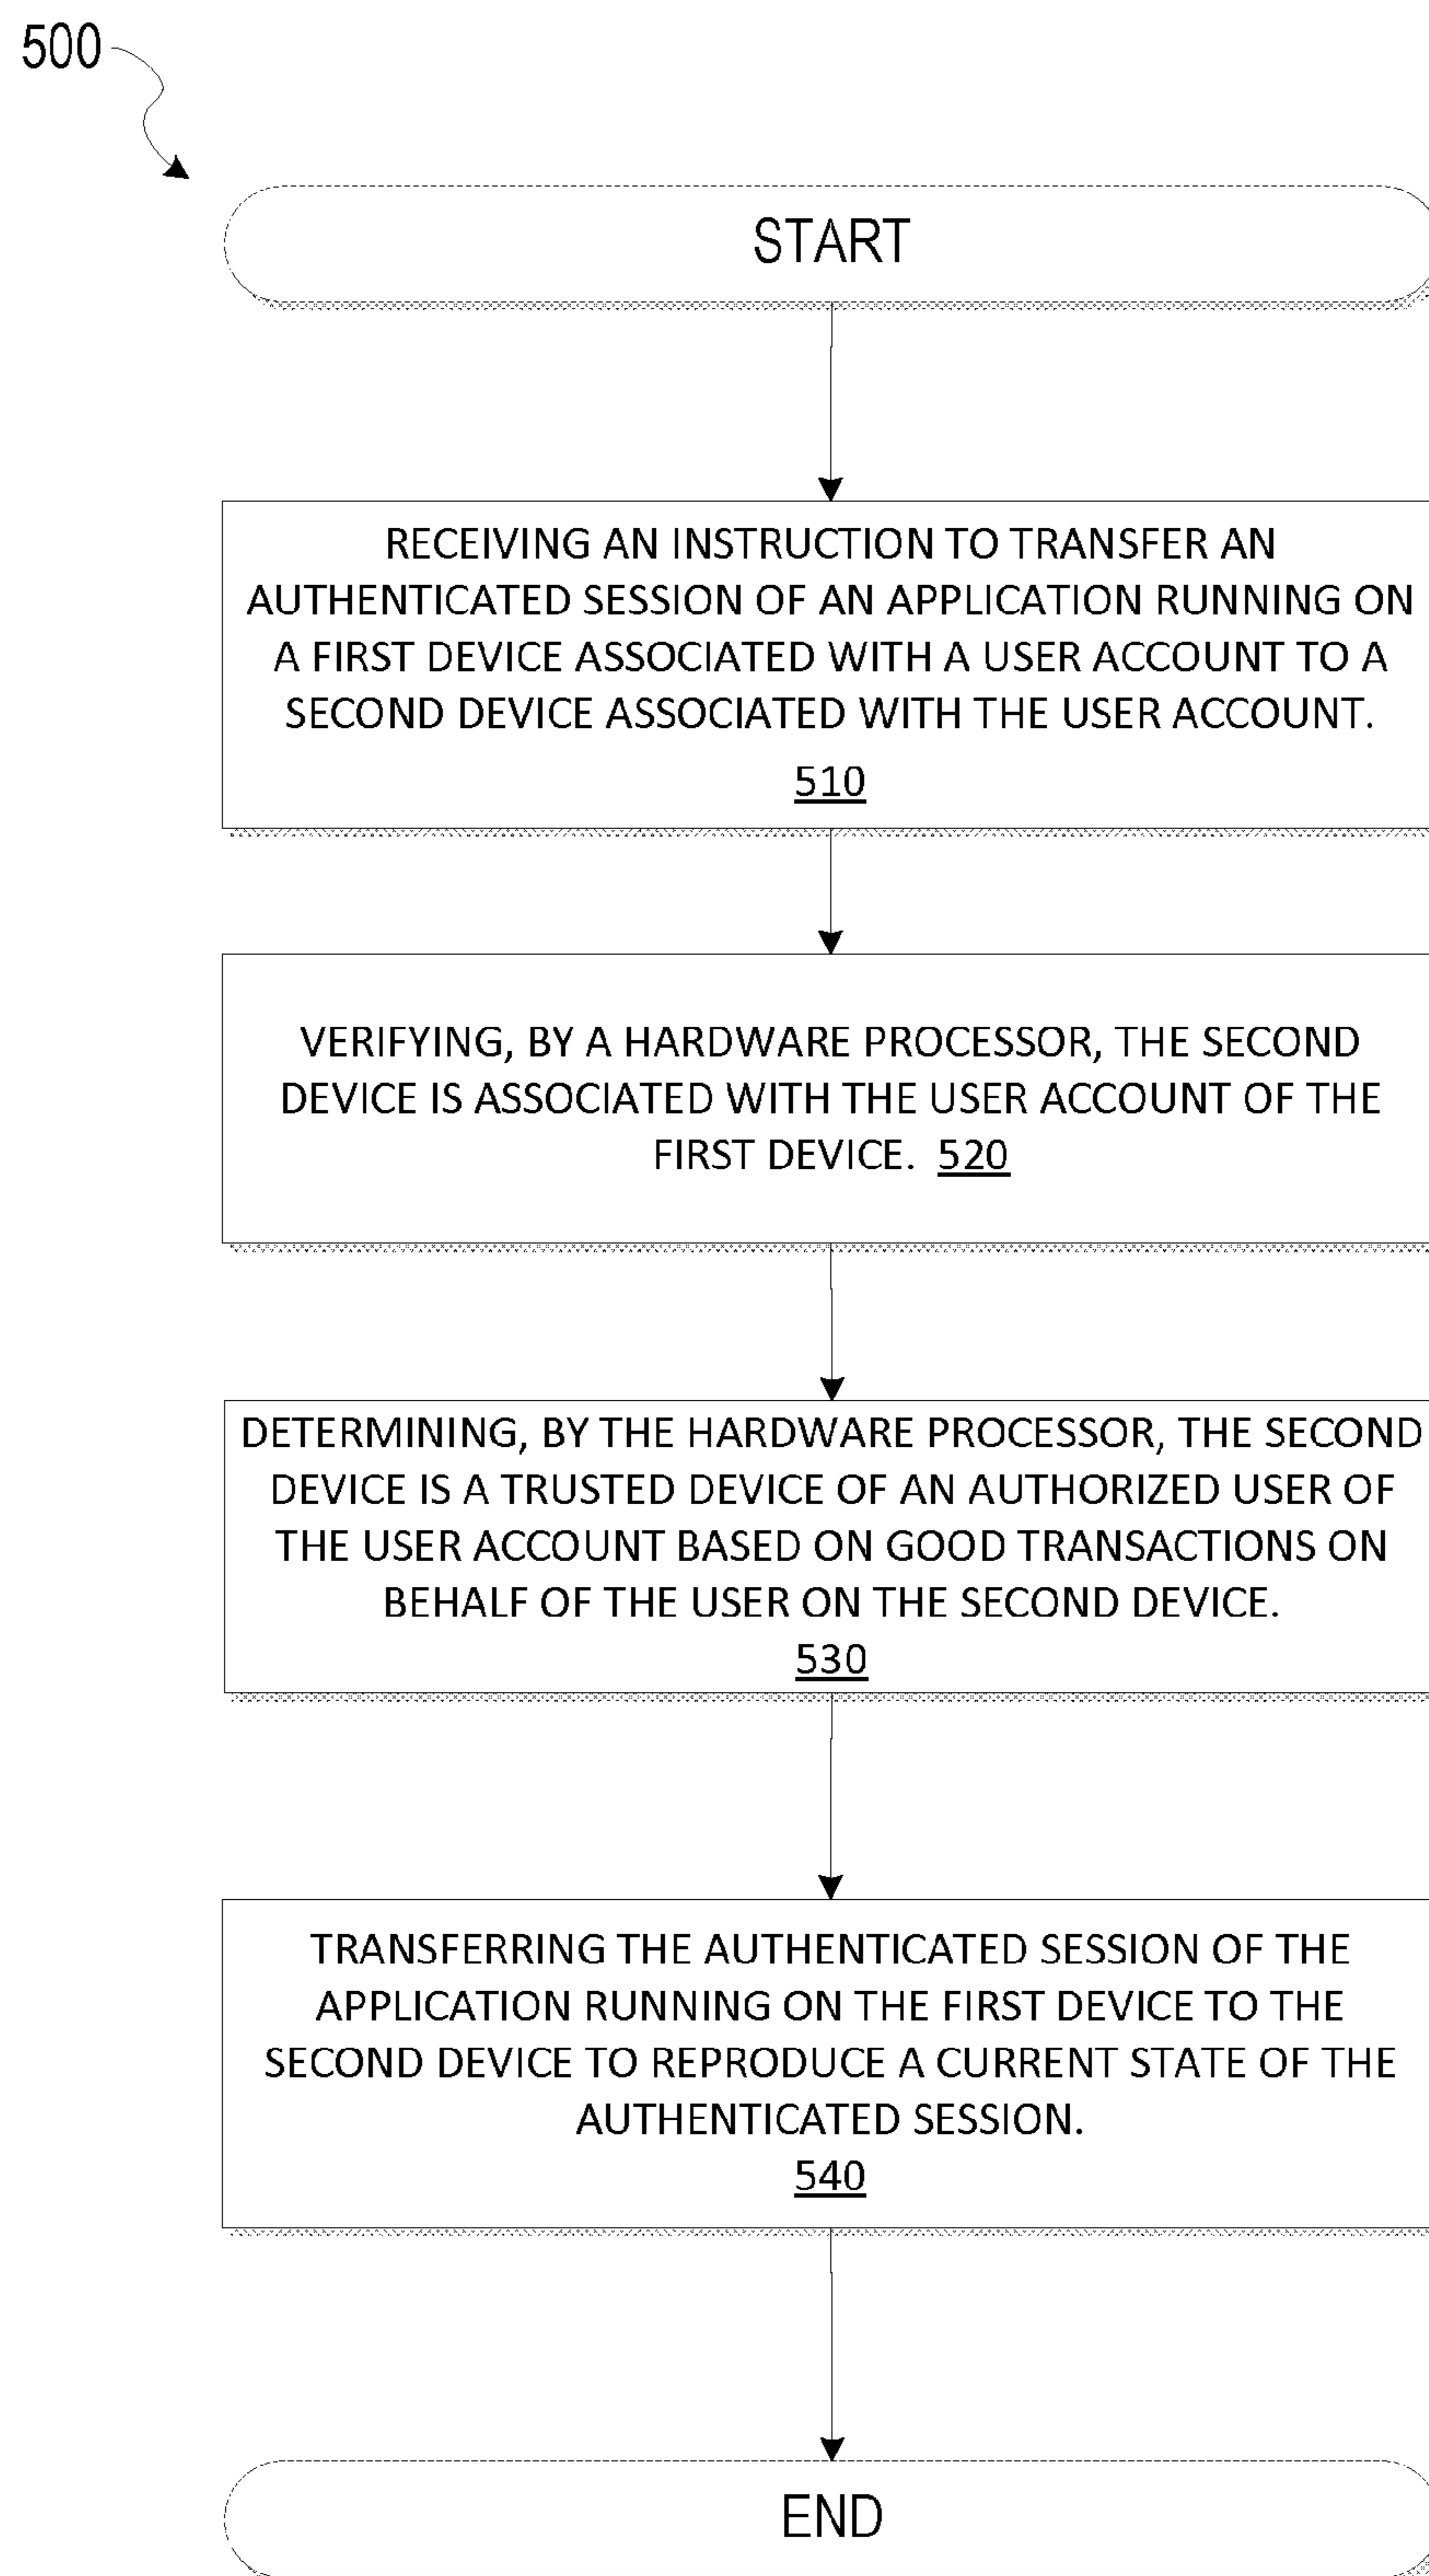 500
START
RECEIVING AN INSTRUCTION TO TRANSFER AN
AUTHENTICATED SESSION OF AN APPLICATION RUNNING ON
A FIRST DEVICE ASSOCIATED WITH A USER ACCOUNT TO A
SECOND DEVICE ASSOCIATED WITH THE USER ACCOUNT.
510
VERIFYING, BY A HARDWARE PROCESSOR, THE SECOND
DEVICE IS ASSOCIATED WITH THE USER ACCOUNT OF THE
FIRST DEVICE. 520
DETERMINING, BY THE HARDWARE PROCESSOR, THE SECOND
DEVICE IS A TRUSTED DEVICE OF AN AUTHORIZED USER OF
THE USER ACCOUNT BASED ON GOOD TRANSACTIONS ON
BEHALF OF THE USER ON THE SECOND DEVICE.
530
TRANSFERRING THE AUTHENTICATED SESSION OF THE
APPLICATION RUNNING ON THE FIRST DEVICE TO THE
SECOND DEVICE TO REPRODUCE A CURRENT STATE OF THE
AUTHENTICATED SESSION.
540
END